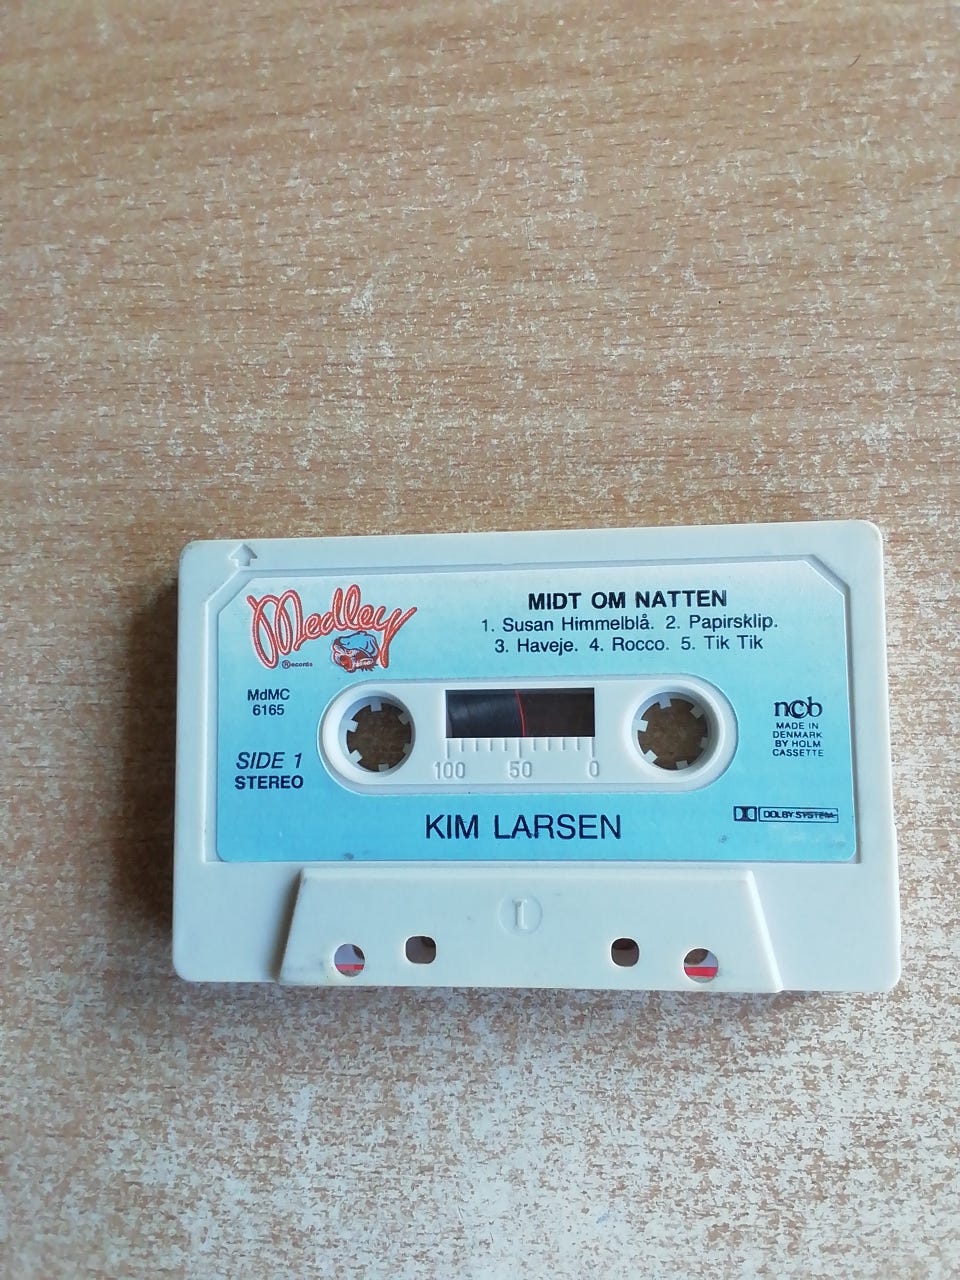 Medley
Records
MIDT OM NATTEN
1. Susan Himmelblå. 2. Papirsklip.
3. Haveje. 4. Rocco. 5. Tik Tik
MdMC
6165
SIDE 1
STEREO
100 50 0
ncb
MADE IN
DENMARK
BY HOLM
CASSETTE
KIM LARSEN
DOLBY SYSTEM
1